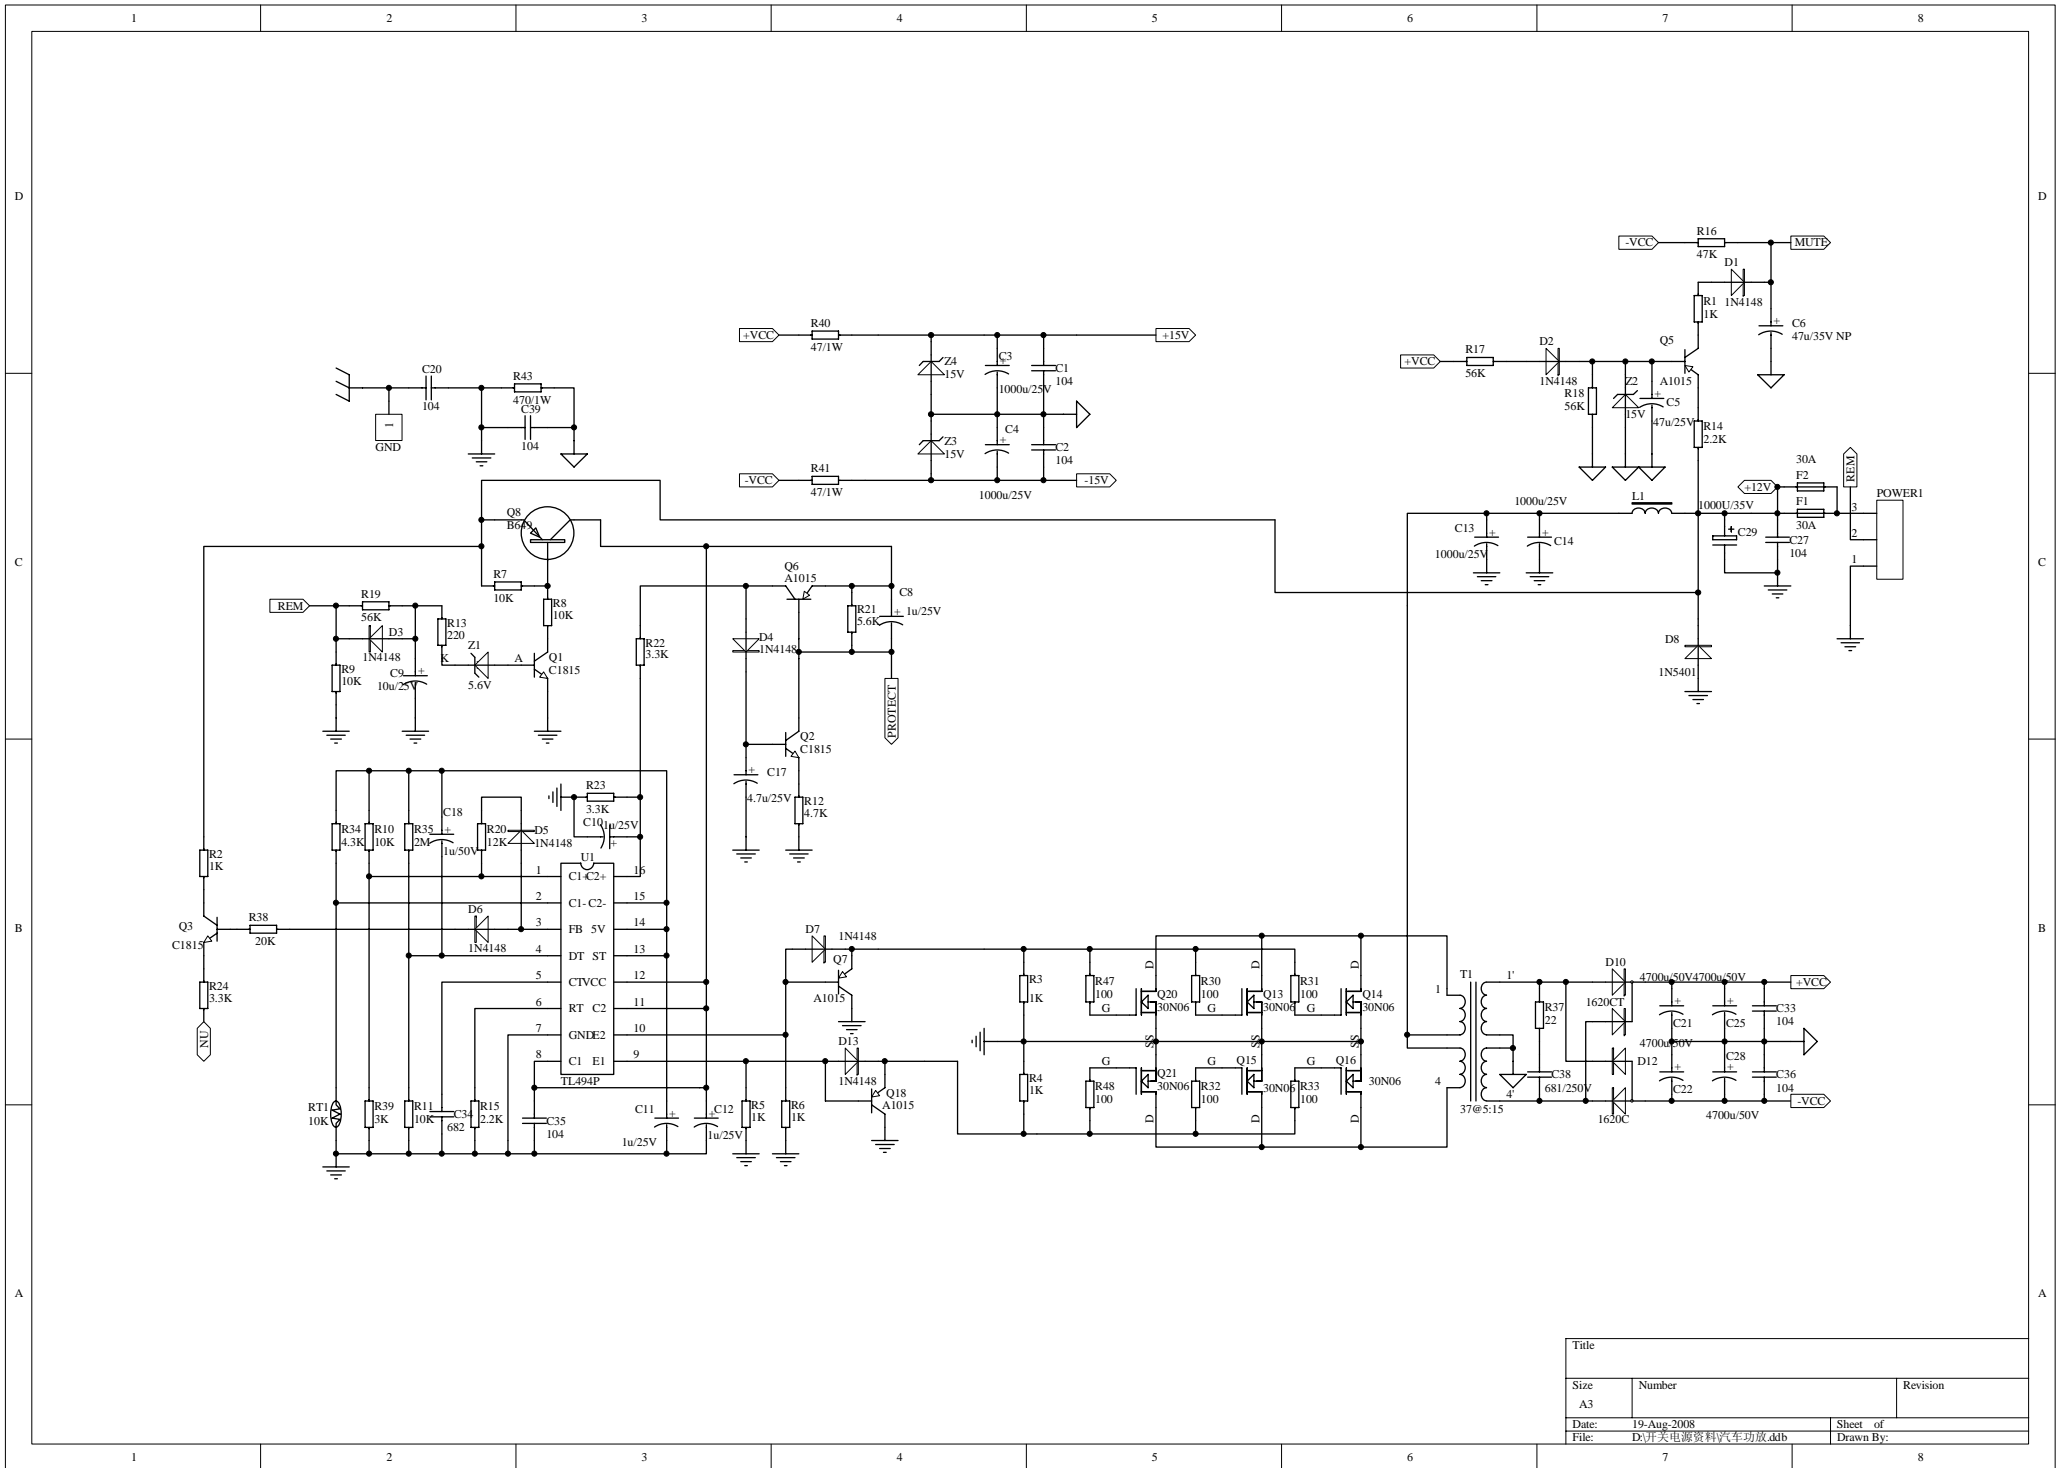 1 2 3 4 5 6 7 8
D
D
C
C
B
B
A
A
-VCC
R16
47K
MUTE
D1
1N4148
R1
1K
C6
47u/35V NP
+VCC
R17
56K
D2
1N4148
R18
56K
Z2
15V
C5
47u/25V
Q5
A1015
R14
2.2K
+VCC
R40
47/1W
+15V
Z4
15V
C3
1000u/25V
C1
104
Z3
15V
C4
1000u/25V
C2
104
-VCC
R41
47/1W
-15V
C20
104
1
GND
R43
470/1W
C39
104
30A
F2
+12V
F1
30A
REM
POWER1
3
2
1
1000u/25V
L1
1000U/35V
C13
1000u/25V
C14
C29
C27
104
D8
1N5401
Q8
B649
R7
10K
R8
10K
REM
R19
56K
D3
1N4148
R9
10K
C9
10u/25V
R13
220
K
Z1
5.6V
A
Q1
C1815
R22
3.3K
Q6
A1015
D4
1N4148
R21
5.6K
C8
1u/25V
PROTECT
Q2
C1815
C17
4.7u/25V
R12
4.7K
R2
1K
Q3
C1815
R38
20K
R24
3.3K
NU
R34
4.3K
R10
10K
R35
2M
C18
1u/50V
R20
12K
D5
1N4148
R23
3.3K
C10
1u/25V
D6
1N4148
U1
1 C1+ C2+ 16
2 C1- C2- 15
3 FB 5V 14
4 DT ST 13
5 CT VCC 12
6 RT C2 11
7 GND E2 10
8 C1 E1 9
TL494P
RT1
10K
R39
3K
R11
10K
C34
682
R15
2.2K
C35
104
C11
1u/25V
C12
1u/25V
R5
1K
R6
1K
D7
1N4148
Q7
A1015
D13
1N4148
Q18
A1015
R3
1K
R4
1K
R47
100
G
D
Q20
30N06
S
R30
100
G
D
Q13
30N06
S
R31
100
G
D
Q14
30N06
S
R48
100
G
S
Q21
30N06
D
R32
100
G
S
Q15
30N06
D
R33
100
G
S
Q16
30N06
D
T1
1
4
1'
4'
37@5:15
R37
22
C38
681/250V
D10
1620CT
D12
1620C
4700u/50V
4700u/50V
C21
C25
C33
104
4700u/50V
C22
C28
4700u/50V
C36
104
+VCC
-VCC
Title
Size
A3
Number
Revision
Date: 19-Aug-2008
Sheet of
File: D:\开关电源资料\汽车功放.ddb
Drawn By:
1 2 3 4 5 6 7 8